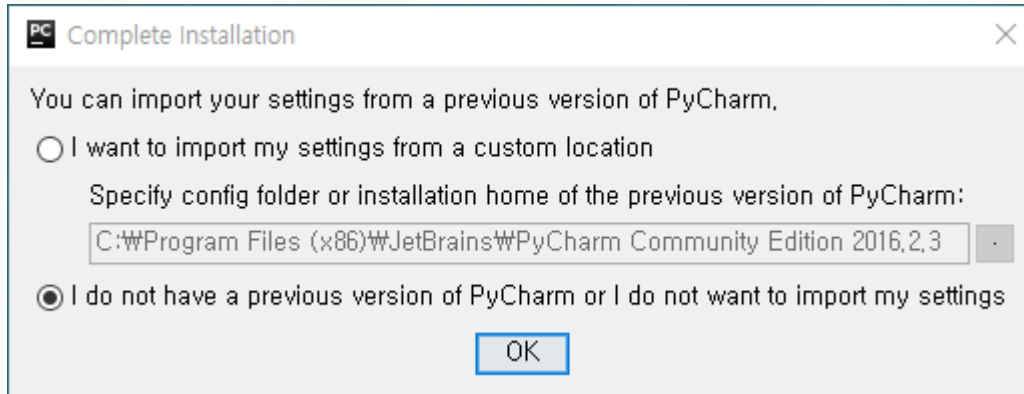 PC Complete Installation
You can import your settings from a previous version of PyCharm,
I want to import my settings from a custom location
Specify config folder or installation home of the previous version of PyCharm:
C:₩Program Files (x86)₩JetBrains₩PyCharm Community Edition 2016,2,3
I do not have a previous version of PyCharm or I do not want to import my settings
OK